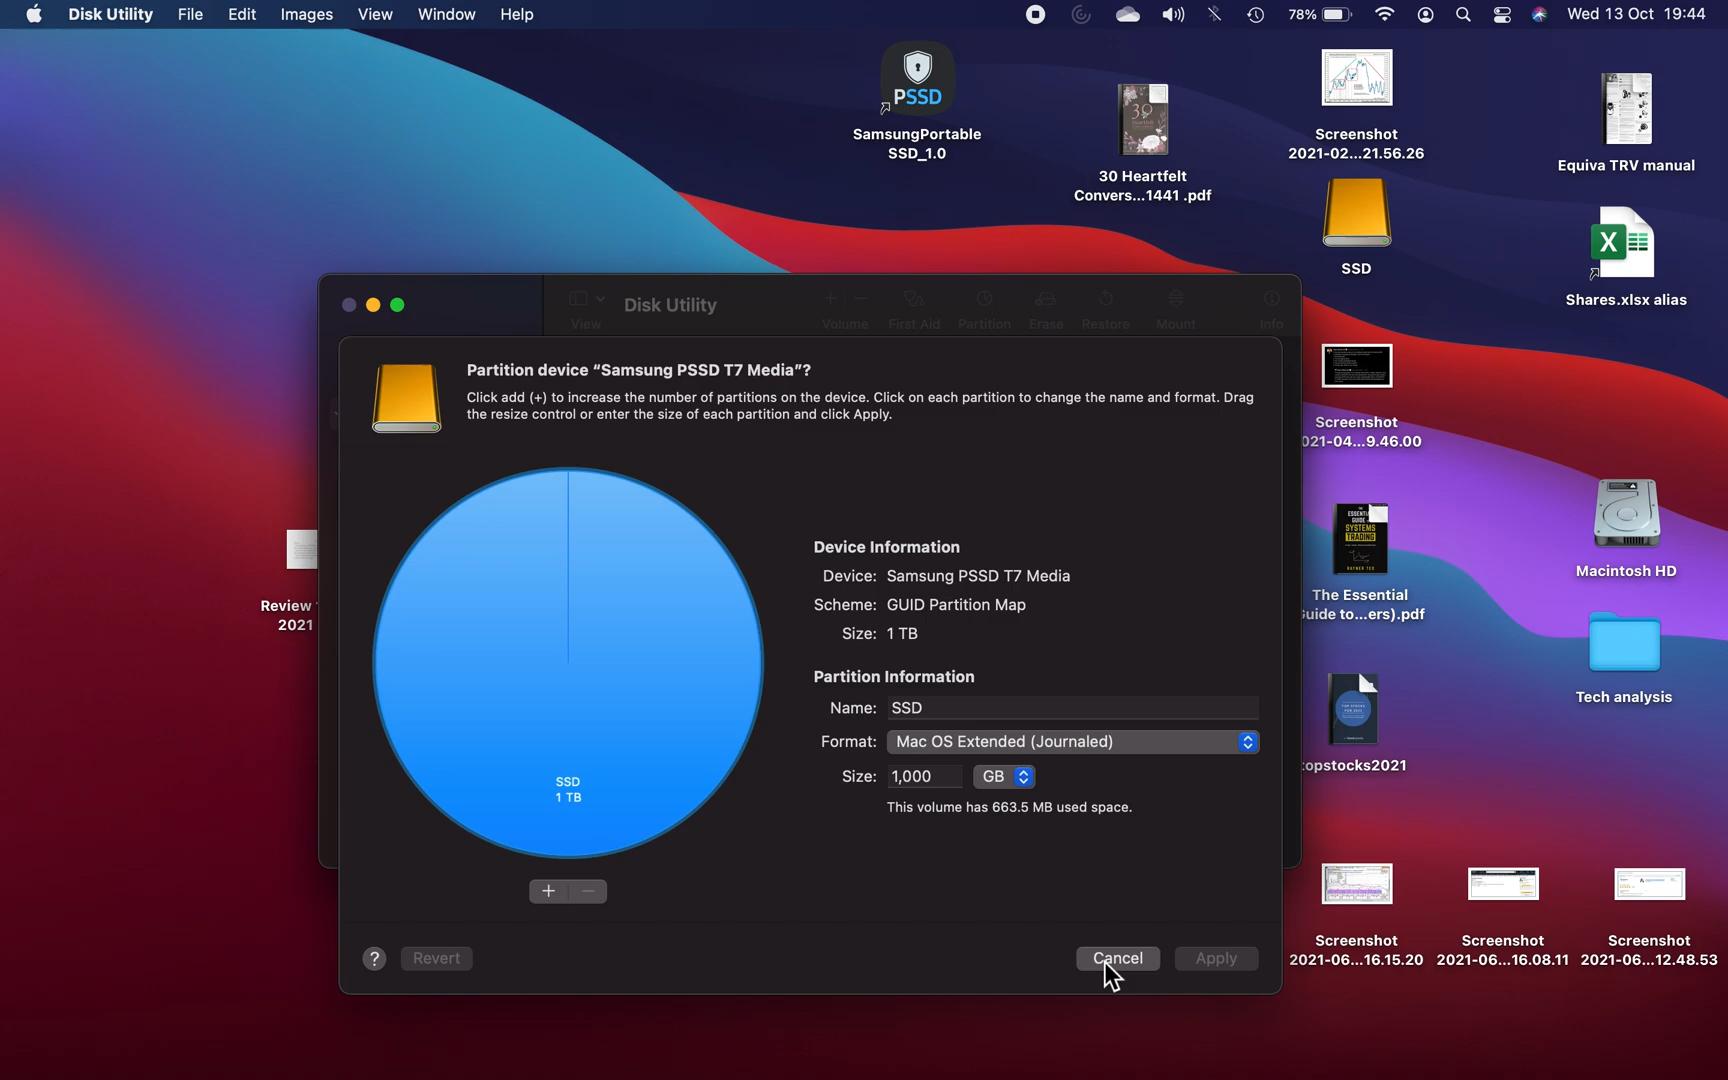 Disk Utility File Edit Images View Window Help 78% Wed 13 Oct 19:44
PSSD
SamsungPortable
SSD_1.0
30 Heartfelt
Convers...1441 .pdf
Screenshot
2021-02...21.56.26
Equiva TRV manual
SSD
X
Shares.xlsx alias
Disk Utility
View Volume First Aid Partition Erase Restore Mount Info
Partition device “Samsung PSSD T7 Media”?
Click add (+) to increase the number of partitions on the device. Click on each partition to change the name and format. Drag
the resize control or enter the size of each partition and click Apply.
Screenshot
021-04...9.46.00
Device Information
Device: Samsung PSSD T7 Media
Scheme: GUID Partition Map
Size: 1 TB
Partition Information
Name: SSD
Format: Mac OS Extended (Journaled)
Size: 1,000 GB
This volume has 663.5 MB used space.
SSD
1 TB
+ −
? Revert Cancel Apply
Review
2021
SYSTEMS
TRADING
The Essential
uide to...ers).pdf
Macintosh HD
Tech analysis
opstocks2021
Screenshot
2021-06...16.15.20
Screenshot
2021-06...16.08.11
Screenshot
2021-06...12.48.53